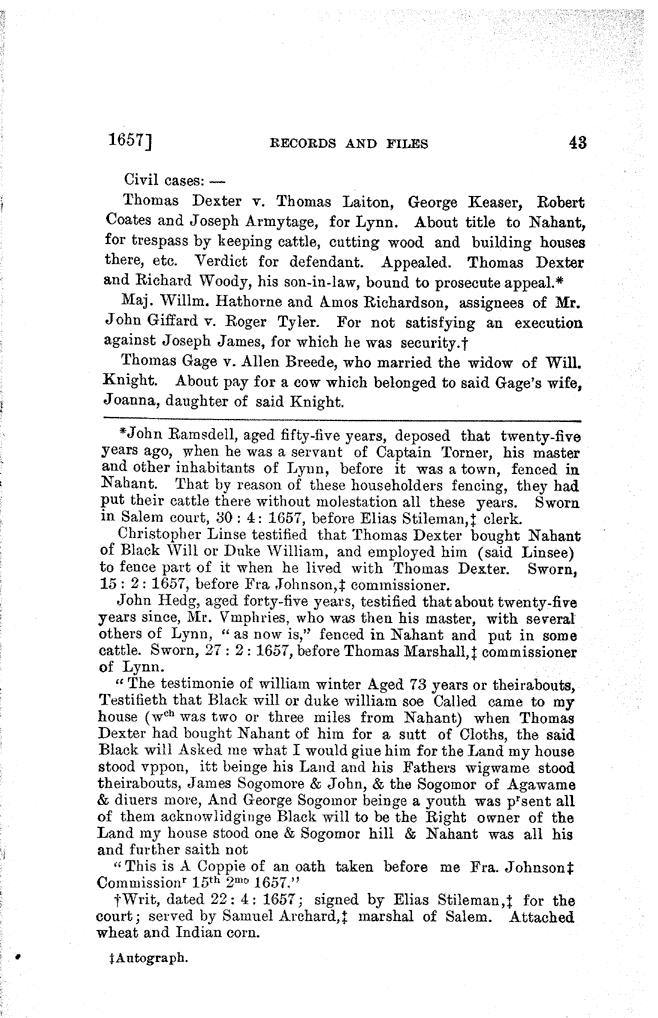 1657] RECORDS AND FILES 43
Civil cases: —
Thomas Dexter v. Thomas Laiton, George Keaser, Robert
Coates and Joseph Armytage, for Lynn. About title to Nahant,
for trespass by keeping cattle, cutting wood and building houses
there, etc. Verdict for defendant. Appealed. Thomas Dexter
and Richard Woody, his son-in-law, bound to prosecute appeal.*
Maj. Willm. Hathorne and Amos Richardson, assignees of Mr.
John Giffard v. Roger Tyler. For not satisfying an execution
against Joseph James, for which he was security.†
Thomas Gage v. Allen Breede, who married the widow of Will.
Knight. About pay for a cow which belonged to said Gage's wife,
Joanna, daughter of said Knight.
*John Ramsdell, aged fifty-five years, deposed that twenty-five
years ago, when he was a servant of Captain Torner, his master
and other inhabitants of Lynn, before it was a town, fenced in
Nahant. That by reason of these householders fencing, they had
put their cattle there without molestation all these years. Sworn
in Salem court, 30 : 4 : 1657, before Elias Stileman,‡ clerk.
Christopher Linse testified that Thomas Dexter bought Nahant
of Black Will or Duke William, and employed him (said Linsee)
to fence part of it when he lived with Thomas Dexter. Sworn,
15 : 2 : 1657, before Fra Johnson,‡ commissioner.
John Hedg, aged forty-five years, testified that about twenty-five
years since, Mr. Vmphries, who was then his master, with several
others of Lynn, "as now is," fenced in Nahant and put in some
cattle. Sworn, 27 : 2 : 1657, before Thomas Marshall,‡ commissioner
of Lynn.
"The testimonie of william winter Aged 73 years or theirabouts,
Testifieth that Black will or duke william soe Called came to my
house (wᶜʰ was two or three miles from Nahant) when Thomas
Dexter had bought Nahant of him for a sutt of Cloths, the said
Black will Asked me what I would giue him for the Land my house
stood vppon, itt beinge his Land and his Fathers wigwame stood
theirabouts, James Sogomore & John, & the Sogomor of Agawame
& diuers more, And George Sogomor beinge a youth was pʳsent all
of them acknowlidginge Black will to be the Right owner of the
Land my house stood one & Sogomor hill & Nahant was all his
and further saith not
"This is A Coppie of an oath taken before me Fra. Johnson‡
Commissionʳ 15ᵗʰ 2ᵐᵒ 1657."
†Writ, dated 22 : 4 : 1657; signed by Elias Stileman,‡ for the
court; served by Samuel Archard,‡ marshal of Salem. Attached
wheat and Indian corn.
‡Autograph.